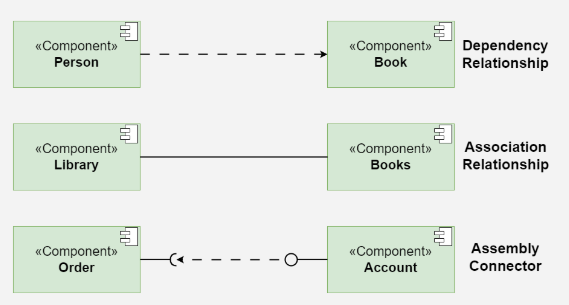 «Component»
Person
«Component»
Book
Dependency
Relationship
«Component»
Library
«Component»
Books
Association
Relationship
«Component»
Order
«Component»
Account
Assembly
Connector